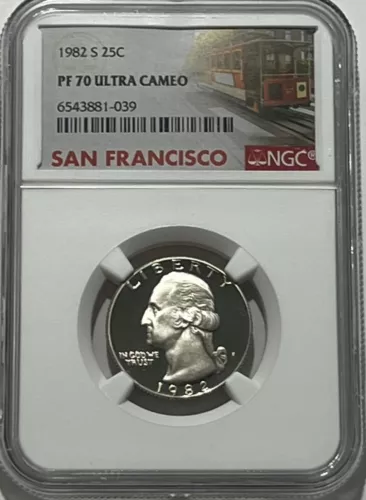 1982 S 25C
PF 70 ULTRA CAMEO
6543881-039
SAN FRANCISCO NGC®
LIBERTY
IN GOD WE
TRUST
1982